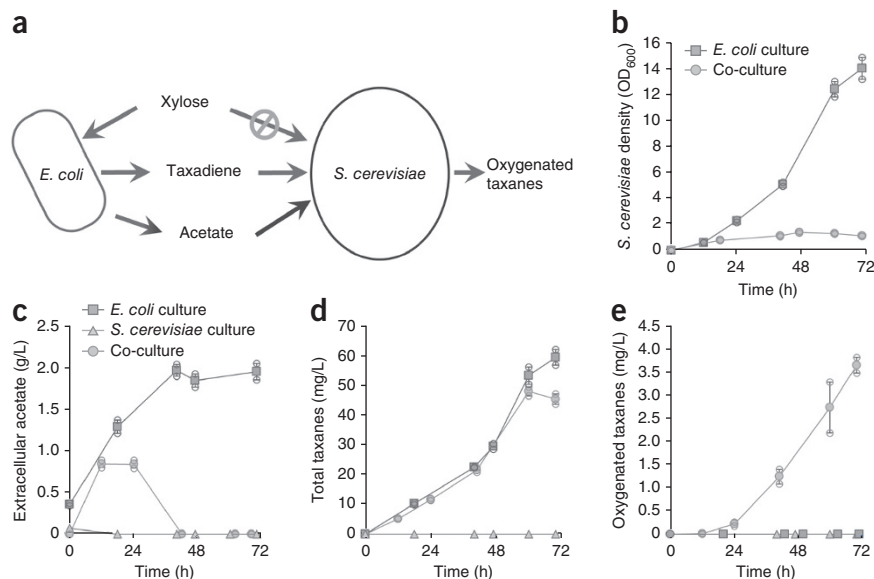 a
Xylose
E. coli
Taxadiene
S. cerevisiae
Oxygenated
taxanes
Acetate
b
S. cerevisiae density (OD600)
16
14
12
10
8
6
4
2
0
E. coli culture
Co-culture
0 24 48 72
Time (h)
c
E. coli culture
S. cerevisiae culture
Co-culture
Extracellular acetate (g/L)
2.5
2.0
1.5
1.0
0.5
0
0 24 48 72
Time (h)
d
Total taxanes (mg/L)
70
60
50
40
30
20
10
0
0 24 48 72
Time (h)
e
Oxygenated taxanes (mg/L)
4.5
4.0
3.5
3.0
2.5
2.0
1.5
1.0
0.5
0
0 24 48 72
Time (h)